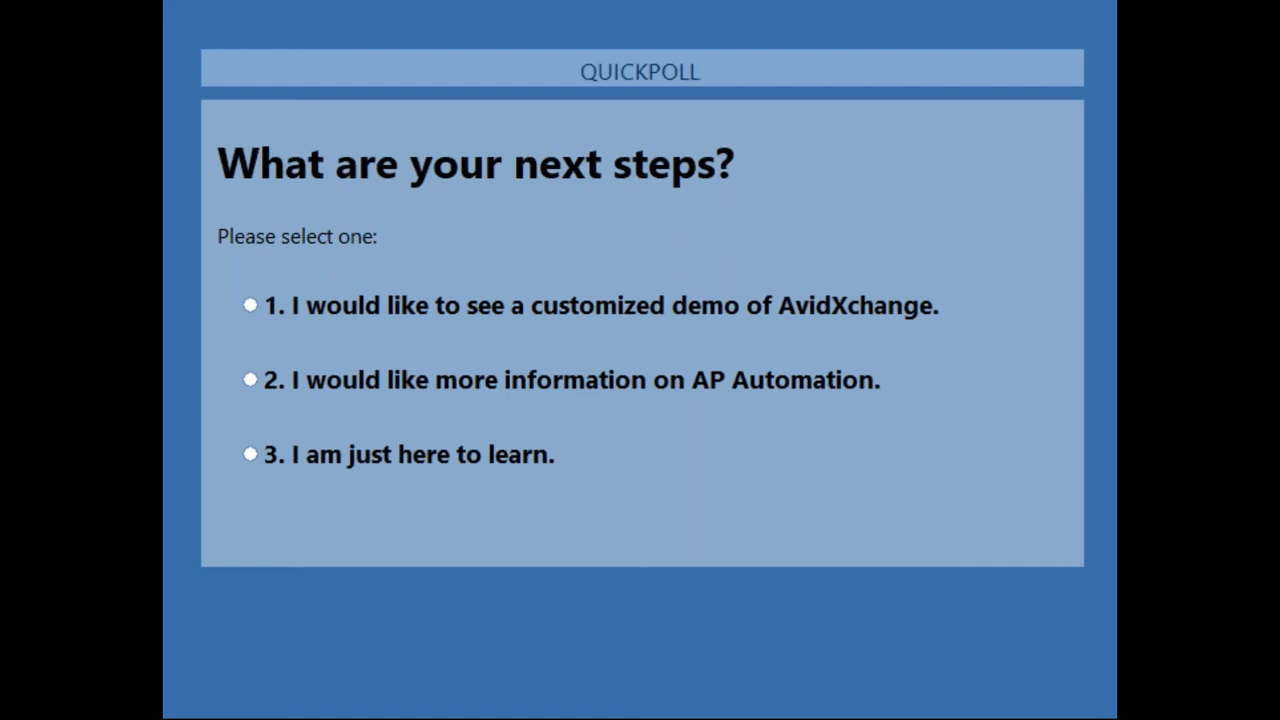 QUICKPOLL
What are your next steps?
Please select one:
1. I would like to see a customized demo of AvidXchange.
2. I would like more information on AP Automation.
3. I am just here to learn.